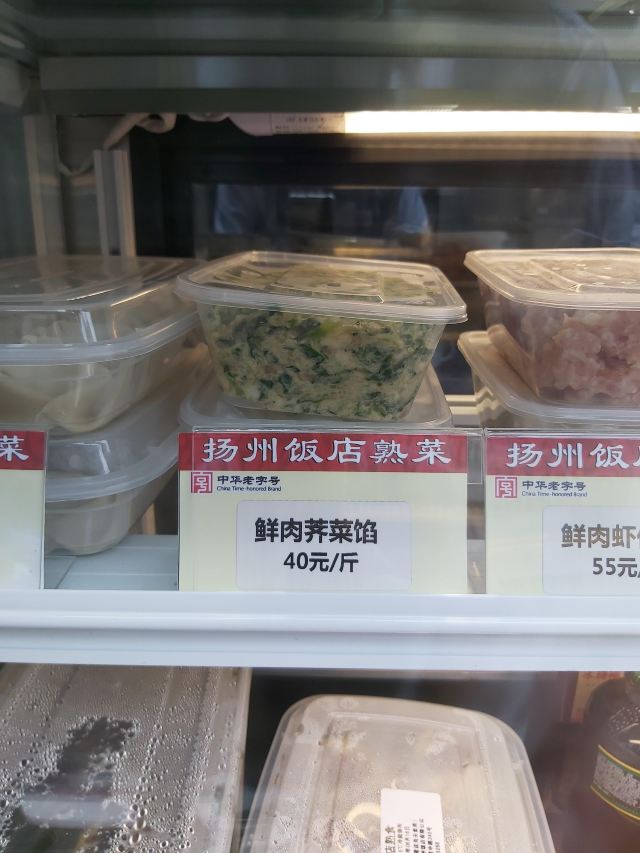 菜
扬州饭店熟菜
中华老字号
China Time-honored Brand
鲜肉荠菜馅
40元/斤
扬州饭
中华老字号
China Time-honored Brand
鲜肉虾
55元/